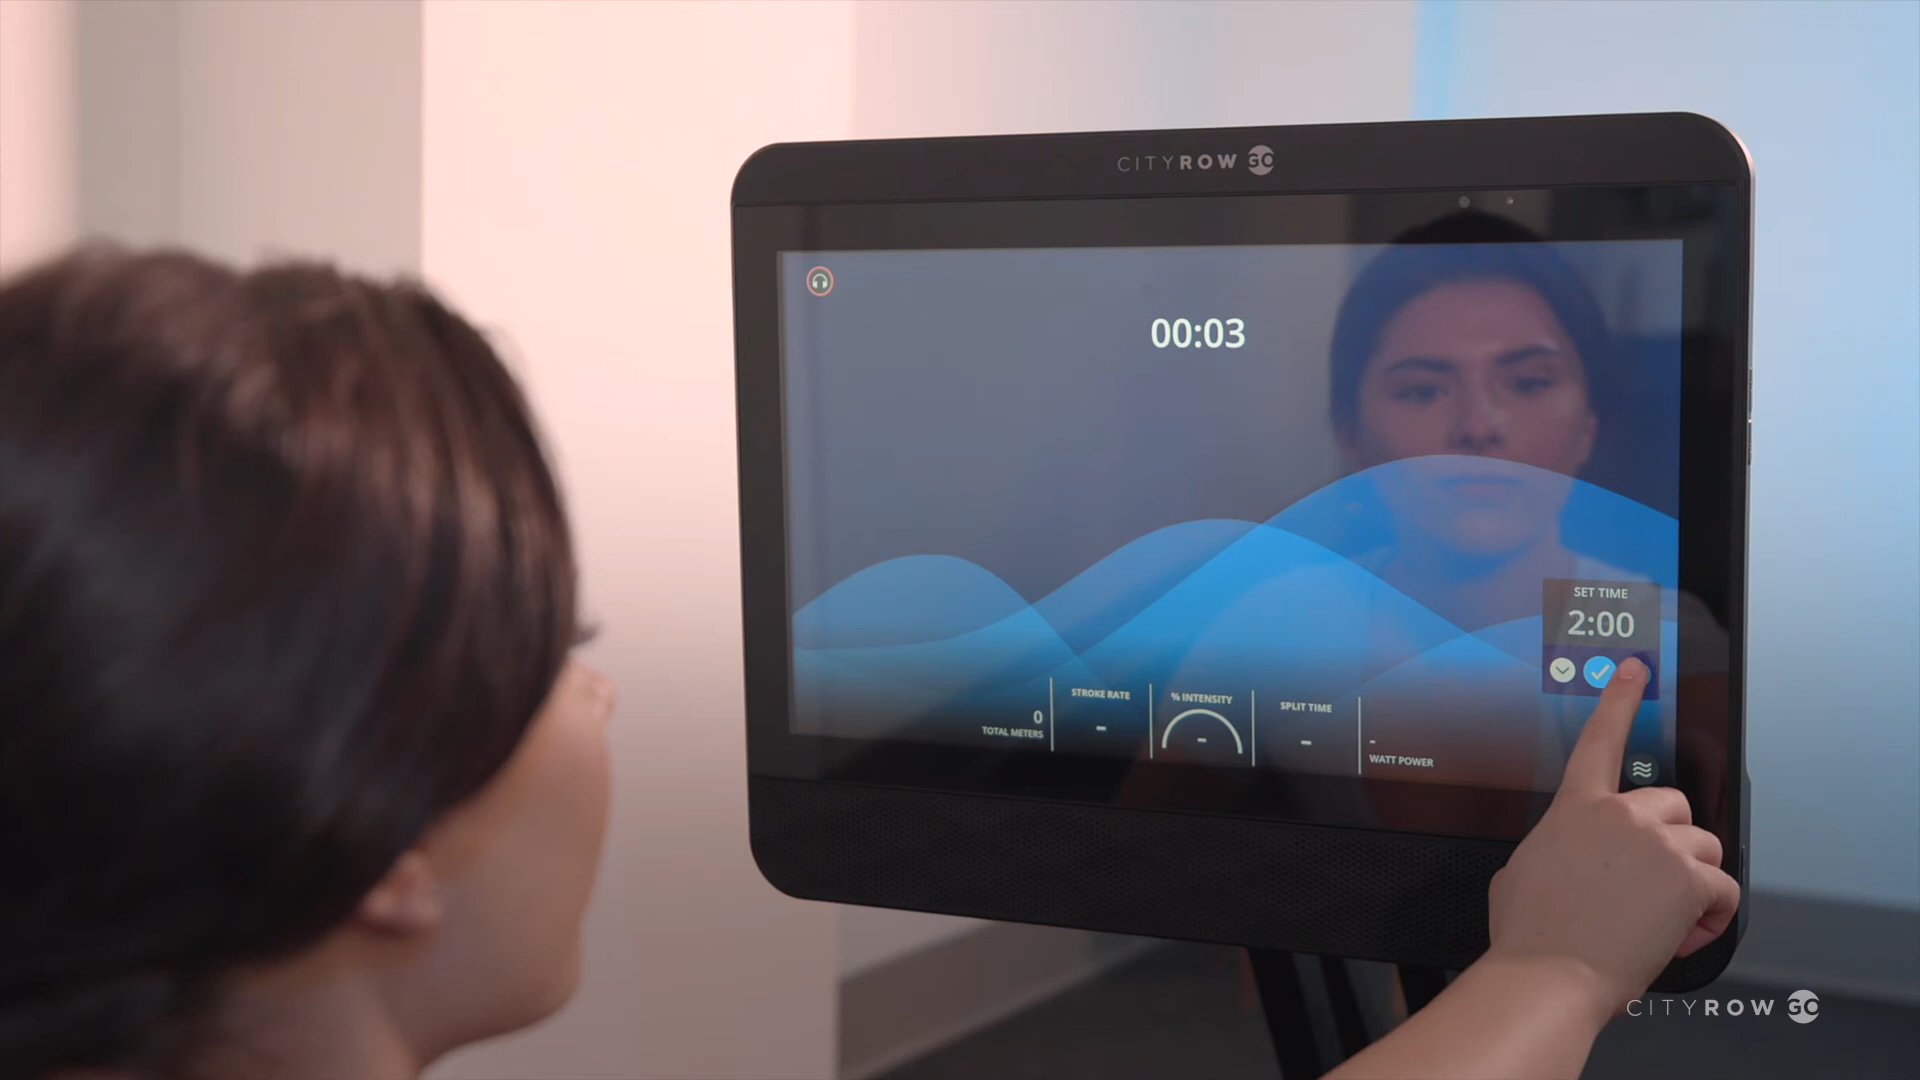 CITYROW GO
00:03
SET TIME
2:00
STROKE RATE
-
% INTENSITY
-
SPLIT TIME
-
0
TOTAL METERS
-
WATT POWER
CITYROW GO